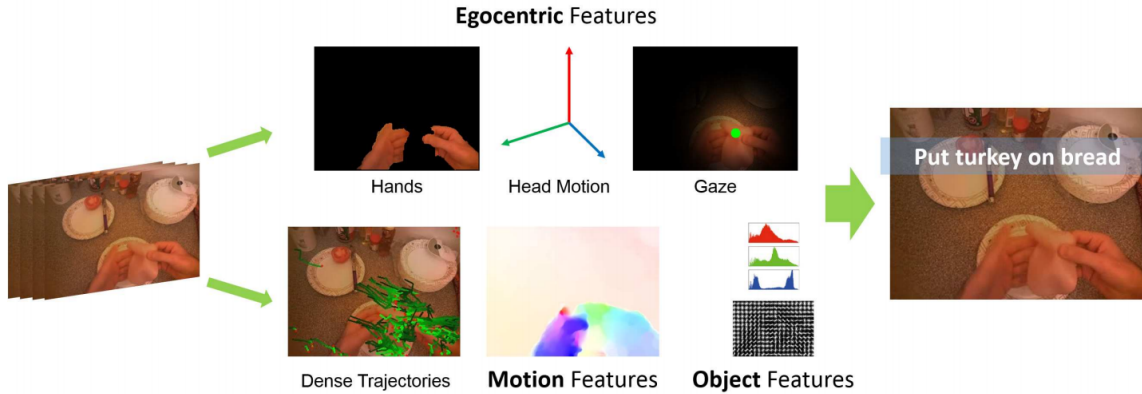 Egocentric Features
Hands
Head Motion
Gaze
Put turkey on bread
Dense Trajectories
Motion Features
Object Features